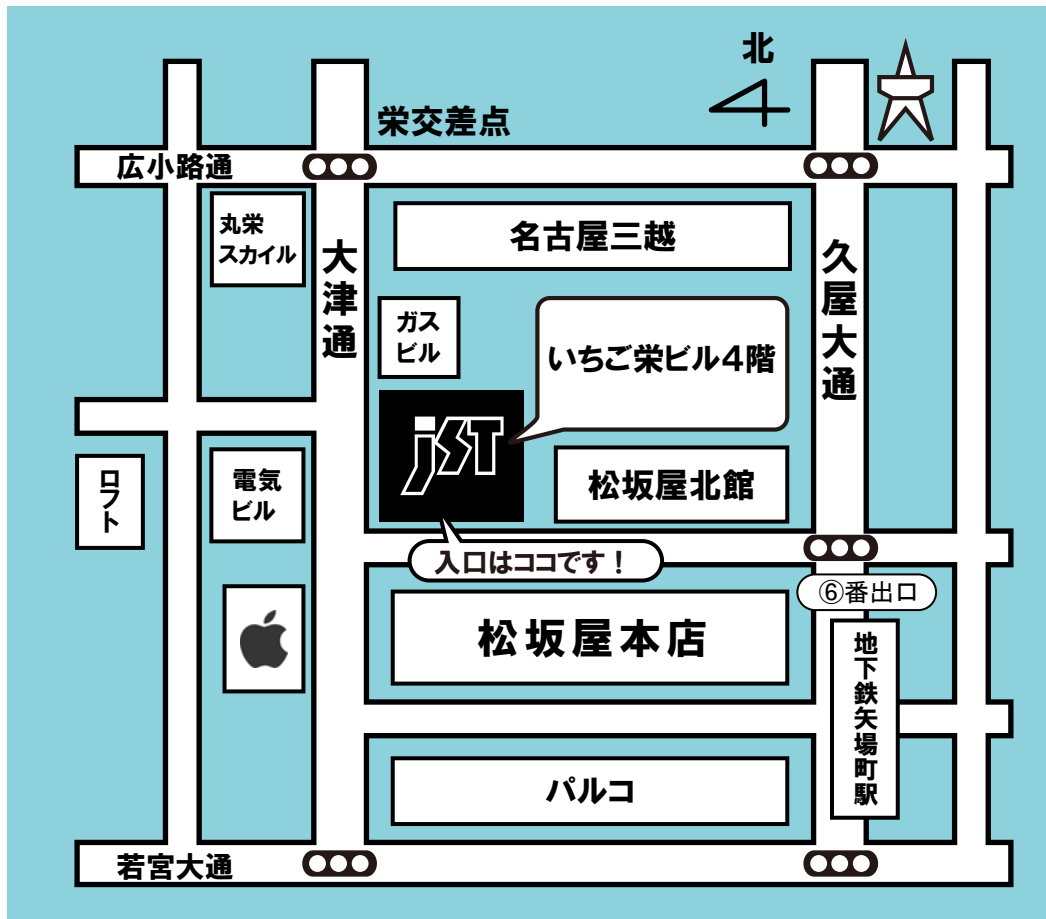 北
栄交差点
広小路通
丸栄
スカイル
大津通
名古屋三越
久屋大通
ガス
ビル
いちご栄ビル4階
jST
ロフト
電気
ビル
松坂屋北館
入口はココです！
⑥番出口
松坂屋本店
地下鉄矢場町駅
パルコ
若宮大通